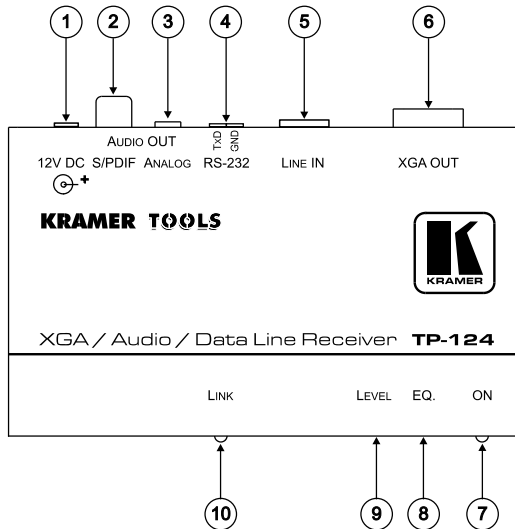 1 2 3 4 5 6
AUDIO OUT TxD GND
12V DC S/PDIF ANALOG RS-232 LINE IN XGA OUT
+
KRAMER TOOLS
K
KRAMER
XGA / Audio / Data Line Receiver TP-124
LINK LEVEL EQ. ON
10 9 8 7